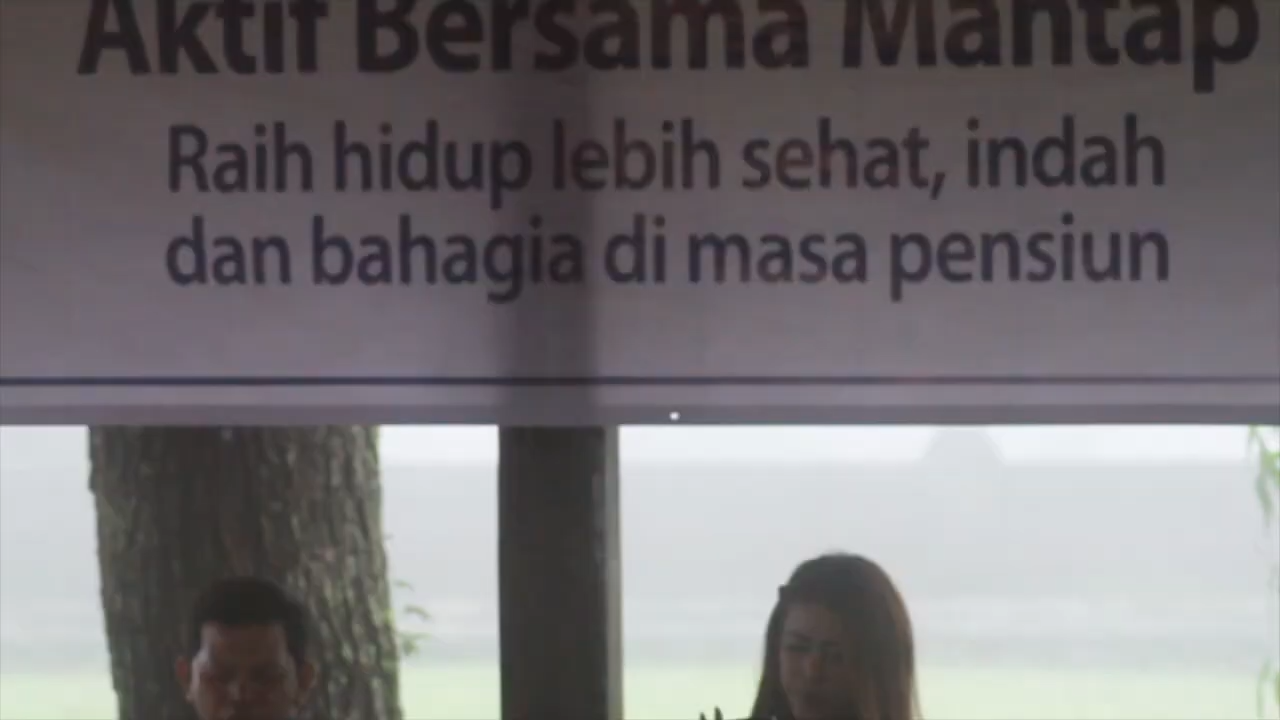 Aktif Bersama Mantap
Raih hidup lebih sehat, indah
dan bahagia di masa pensiun